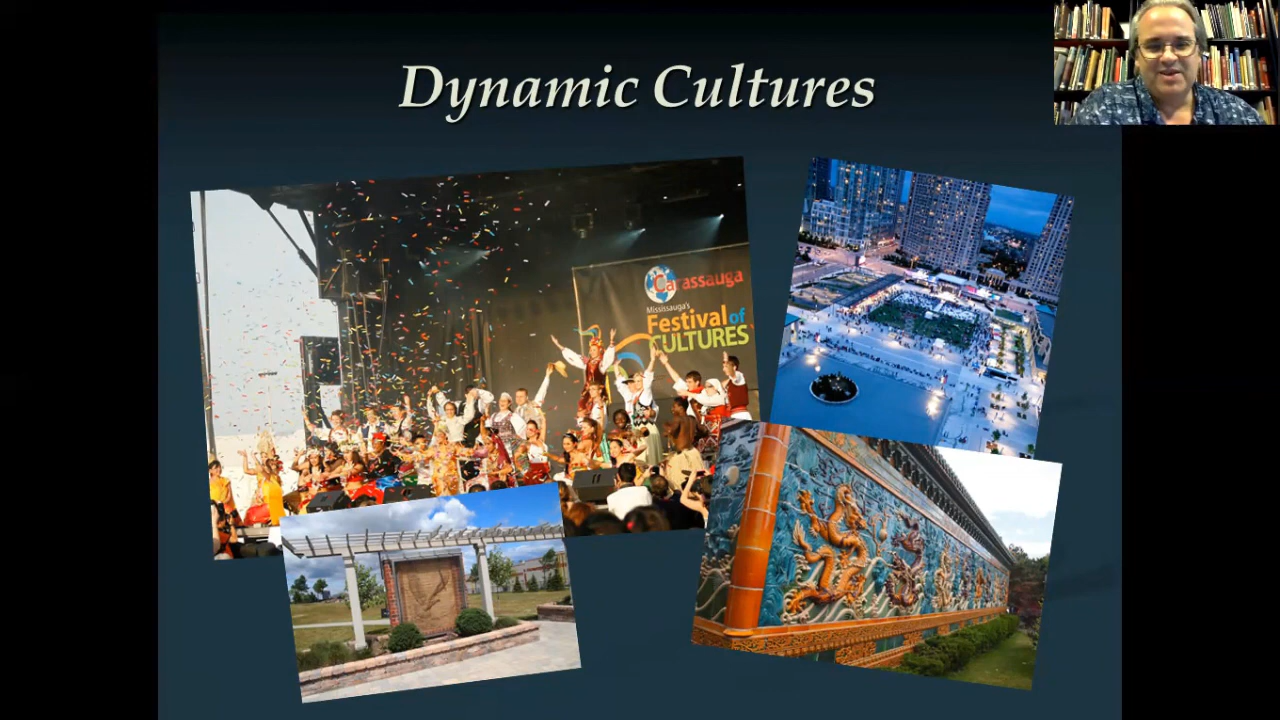 Dynamic Cultures
Carassauga
Mississauga's
Festival of
CULTURES